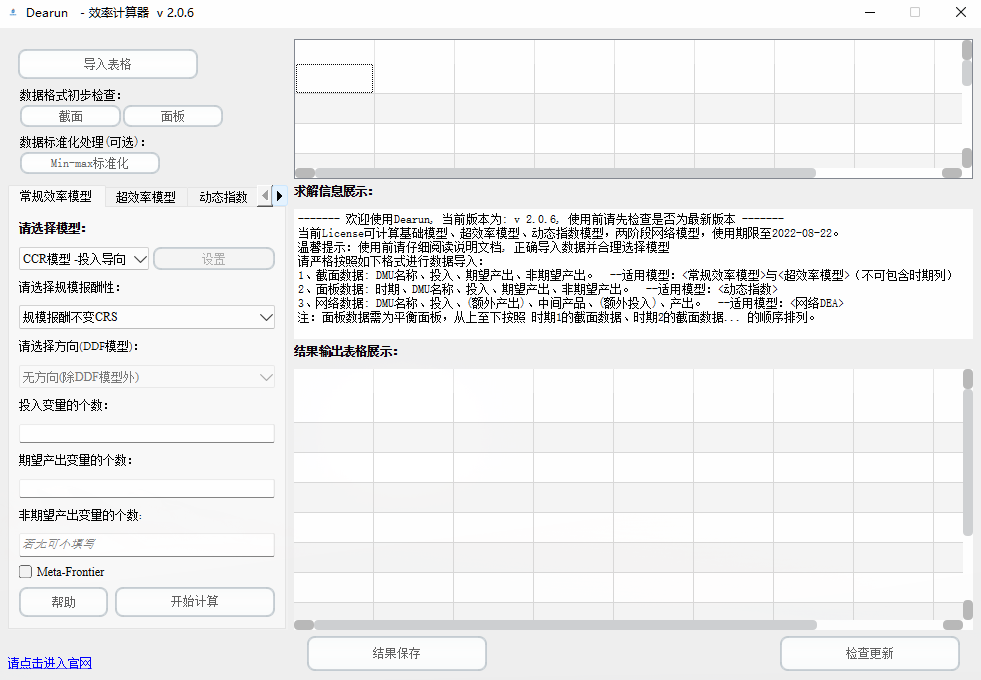 Dearun - 效率计算器 v 2.0.6
导入表格
数据格式初步检查:
截面 面板
数据标准化处理(可选):
Min-max标准化
常规效率模型 超效率模型 动态指数
请选择模型:
CCR模型 -投入导向 设置
请选择规模报酬性:
规模报酬不变CRS
请选择方向(DDF模型):
无方向(除DDF模型外)
投入变量的个数:
期望产出变量的个数:
非期望产出变量的个数:
若无可不填写
Meta-Frontier
帮助 开始计算
请点击进入官网
求解信息展示:
------- 欢迎使用Dearun, 当前版本为: v 2.0.6, 使用前请先检查是否为最新版本 -------
当前License可计算基础模型、超效率模型、动态指数模型，两阶段网络模型，使用期限至2022-08-22。
温馨提示: 使用前请仔细阅读说明文档, 正确导入数据并合理选择模型
请严格按照如下格式进行数据导入:
1、截面数据: DMU名称、投入、期望产出、非期望产出。 --适用模型: <常规效率模型>与<超效率模型>（不可包含时期列）
2、面板数据: 时期、DMU名称、投入、期望产出、非期望产出。 --适用模型: <动态指数>
3、网络数据: DMU名称、投入、(额外产出)、中间产品、(额外投入)、产出。 --适用模型: <网络DEA>
注: 面板数据需为平衡面板，从上至下按照 时期1的截面数据、时期2的截面数据... 的顺序排列。
结果输出表格展示:
结果保存 检查更新